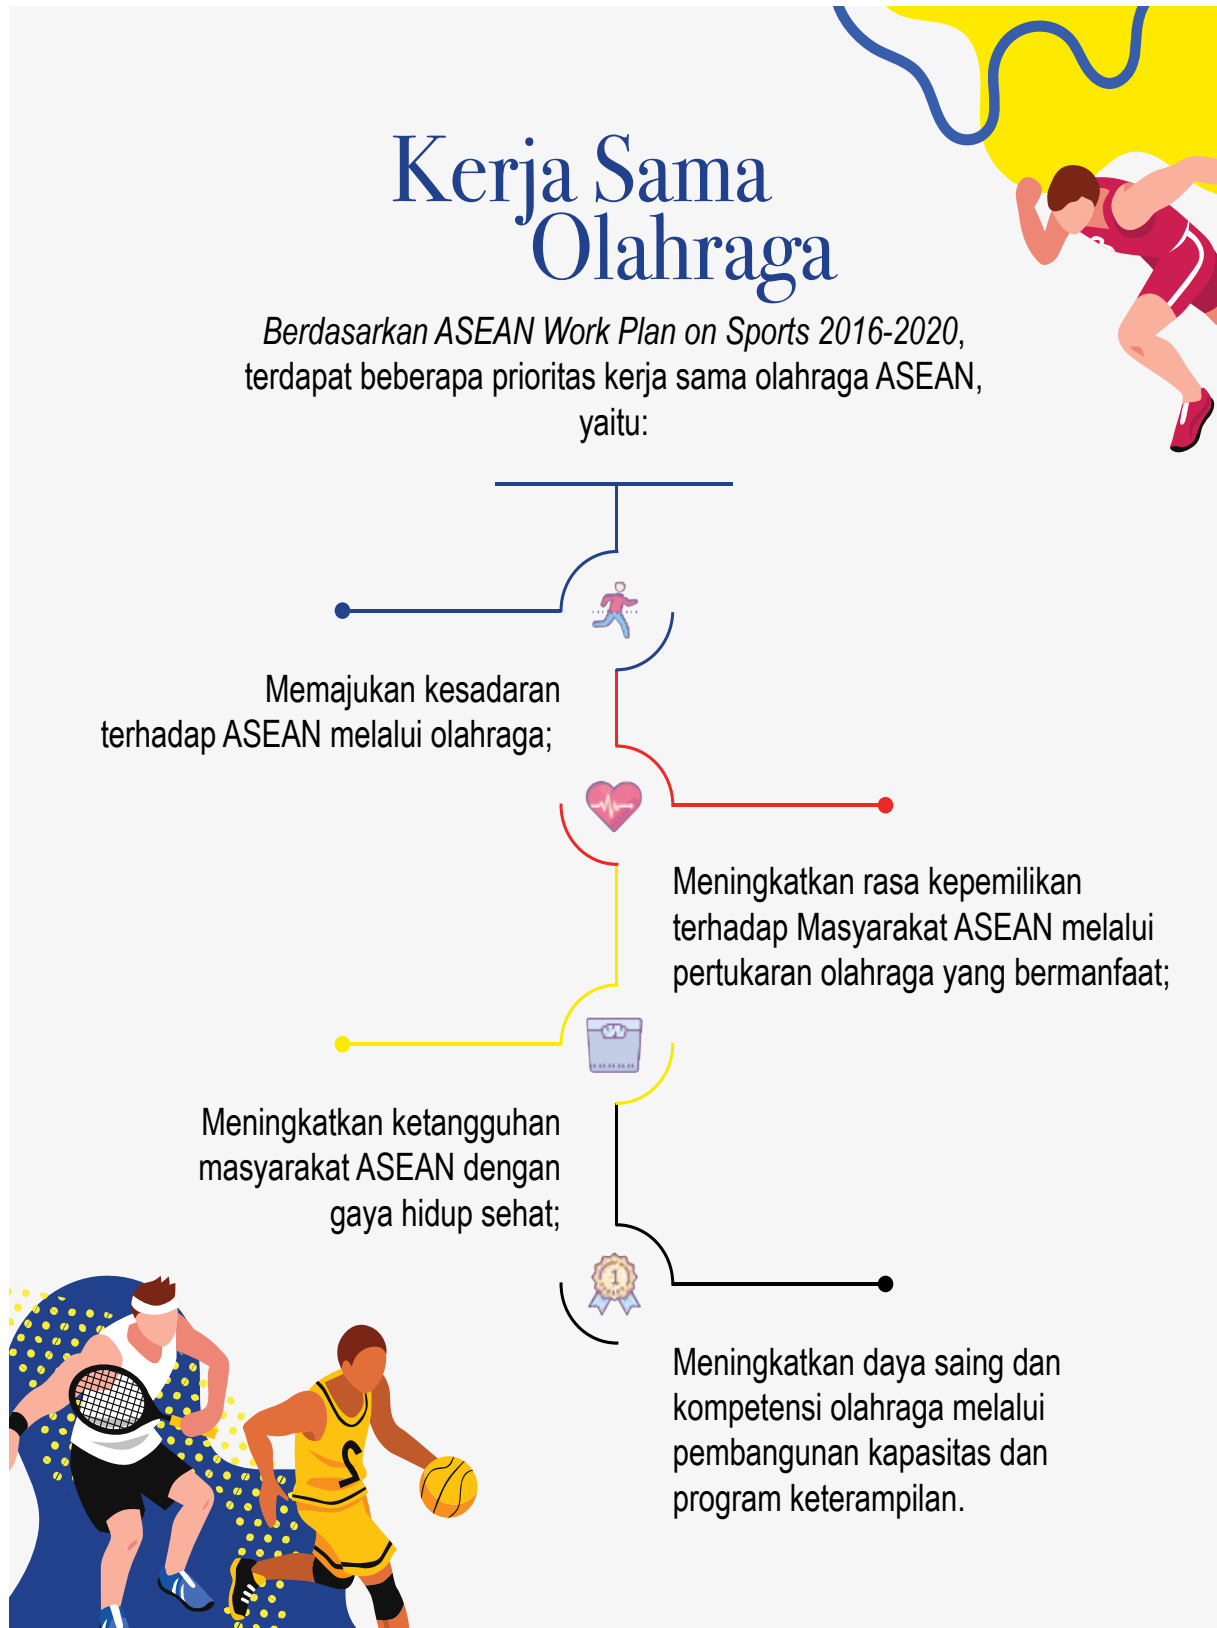 Kerja Sama
Olahraga
Berdasarkan ASEAN Work Plan on Sports 2016-2020,
terdapat beberapa prioritas kerja sama olahraga ASEAN,
yaitu:
Memajukan kesadaran
terhadap ASEAN melalui olahraga;
Meningkatkan rasa kepemilikan
terhadap Masyarakat ASEAN melalui
pertukaran olahraga yang bermanfaat;
Meningkatkan ketangguhan
masyarakat ASEAN dengan
gaya hidup sehat;
1
Meningkatkan daya saing dan
kompetensi olahraga melalui
pembangunan kapasitas dan
program keterampilan.
2